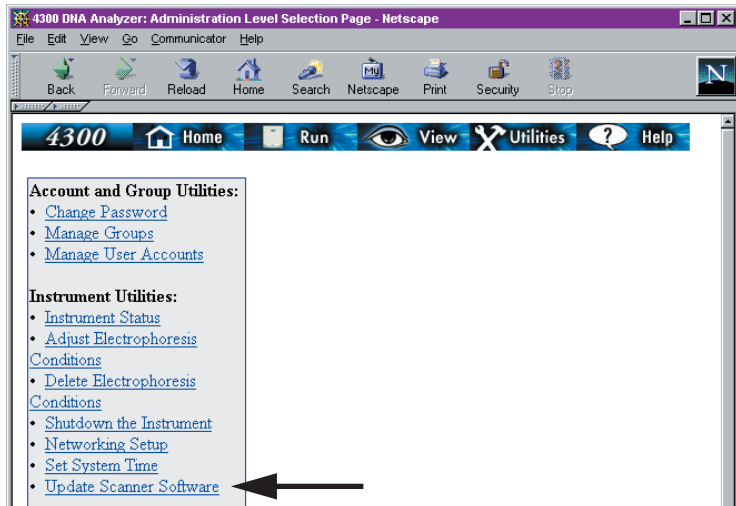 4300 DNA Analyzer: Administration Level Selection Page - Netscape
File Edit View Go Communicator Help
My
Back Forward Reload Home Search Netscape Print Security Stop
N
4300 Home Run View Utilities ? Help
Account and Group Utilities:
• Change Password
• Manage Groups
• Manage User Accounts
Instrument Utilities:
• Instrument Status
• Adjust Electrophoresis
Conditions
• Delete Electrophoresis
Conditions
• Shutdown the Instrument
• Networking Setup
• Set System Time
• Update Scanner Software